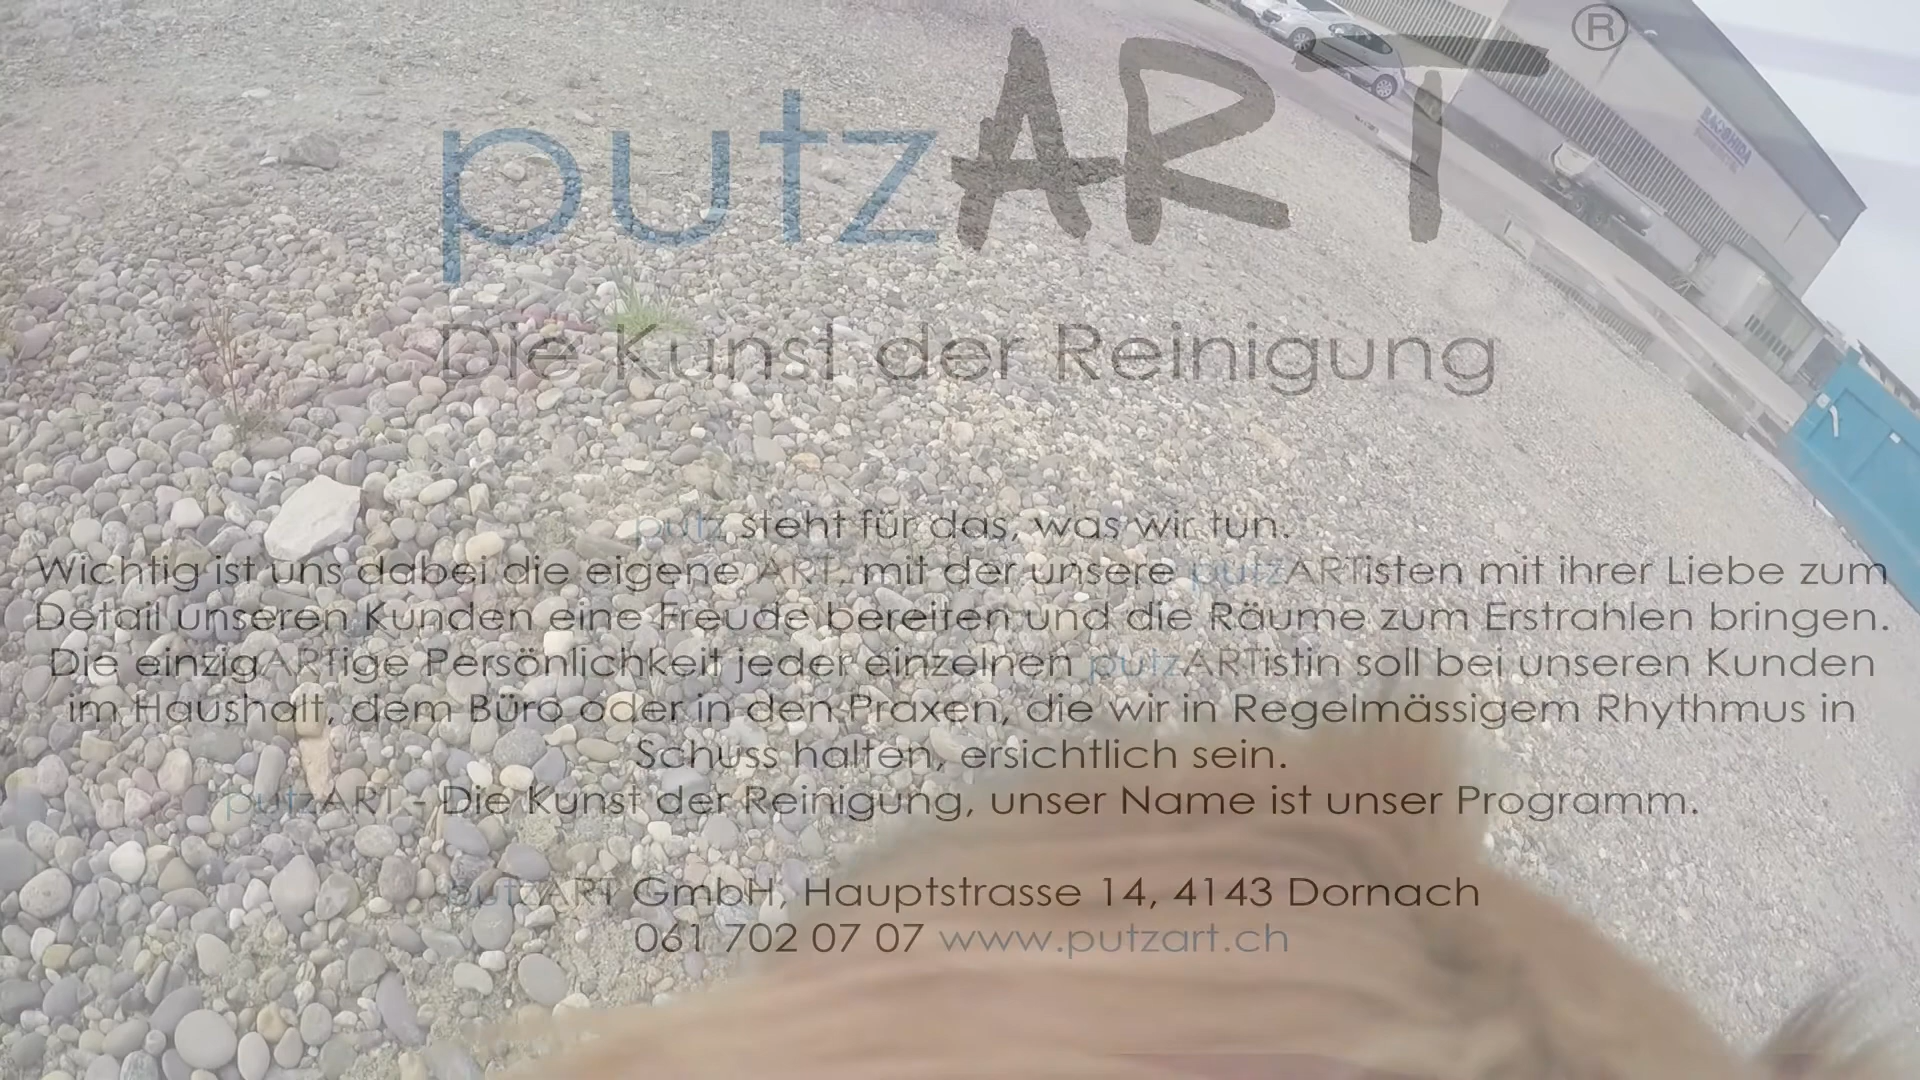 putzART®
Die Kunst der Reinigung
putz steht für das, was wir tun.
Wichtig ist uns dabei die eigene ART, mit der unsere putzARTisten mit ihrer Liebe zum
Detail unseren Kunden eine Freude bereiten und die Räume zum Erstrahlen bringen.
Die einzigARTige Persönlichkeit jeder einzelnen putzARTistin soll bei unseren Kunden
im Haushalt, dem Büro oder in den Praxen, die wir in Regelmässigem Rhythmus in
Schuss halten, ersichtlich sein.
putzART - Die Kunst der Reinigung, unser Name ist unser Programm.
putzART GmbH, Hauptstrasse 14, 4143 Dornach
061 702 07 07 www.putzart.ch